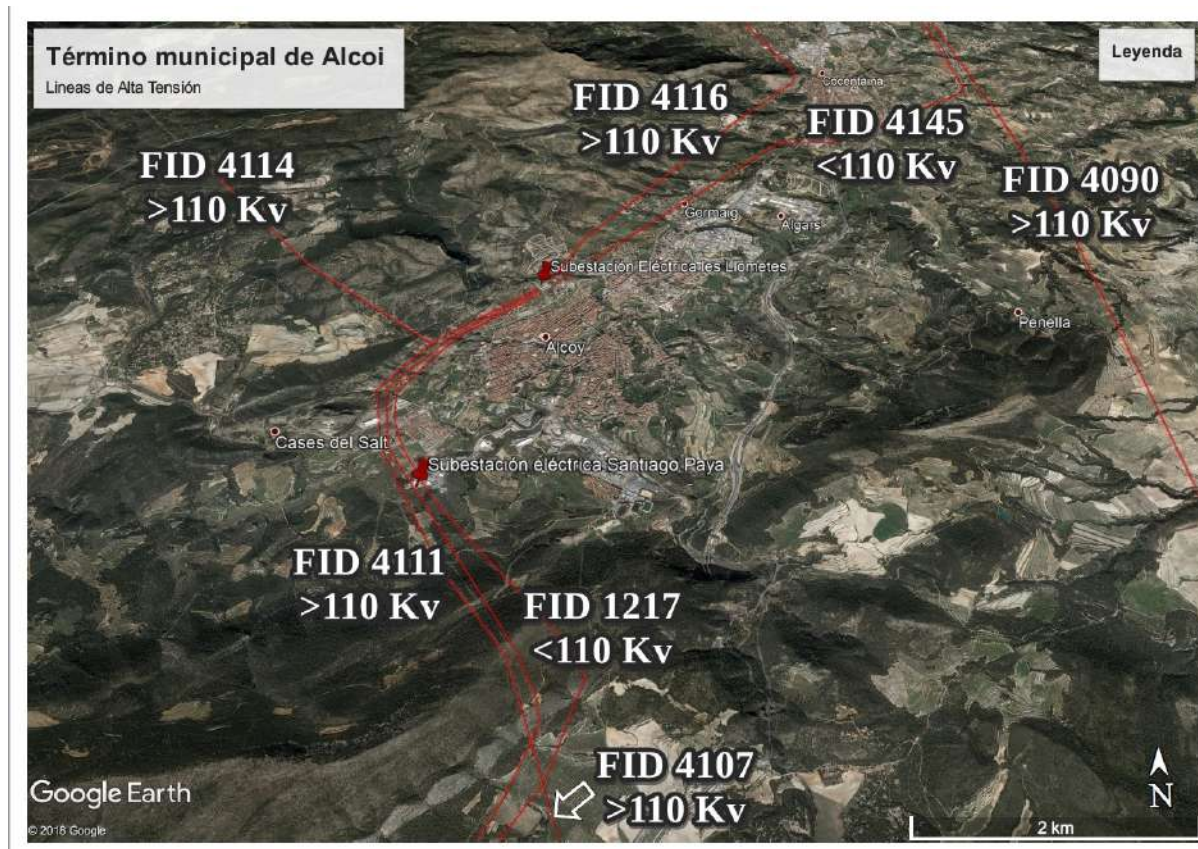 Término municipal de Alcoi
Lineas de Alta Tensión
Leyenda
Cocentaina
FID 4116
>110 Kv
FID 4145
<110 Kv
FID 4114
>110 Kv
FID 4090
>110 Kv
Gormaig
Algars
Subestación Eléctrica les Llometes
Penella
Alcoy
Cases del Salt
Subestación eléctrica Santiago Paya
FID 4111
>110 Kv
FID 1217
<110 Kv
FID 4107
>110 Kv
Google Earth
N
© 2018 Google
2 km